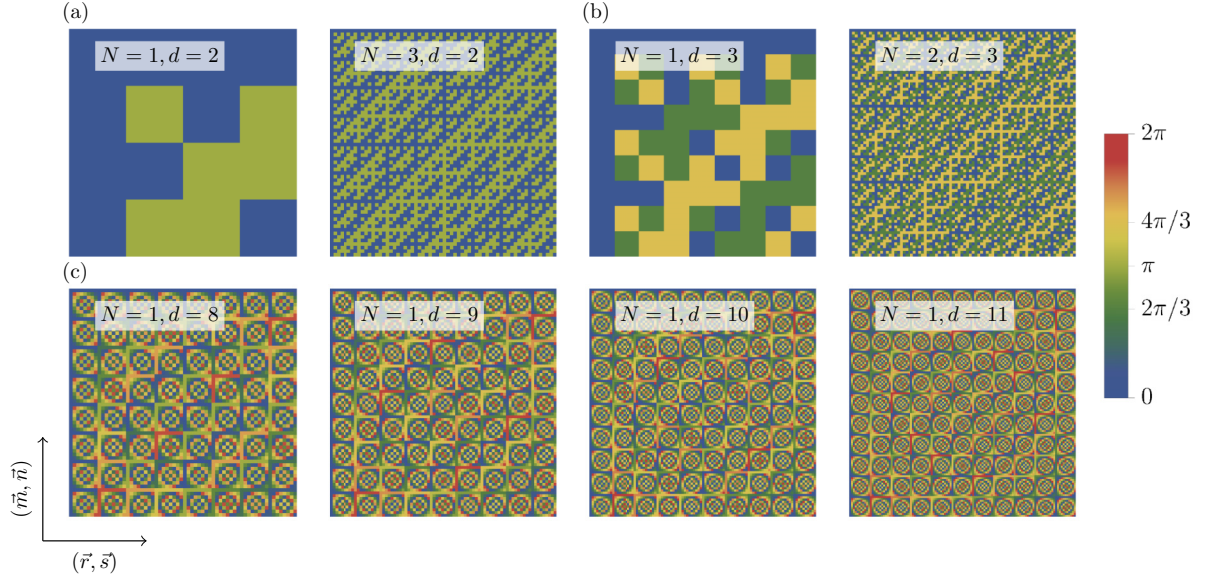 (a)
(b)
N = 1, d = 2
N = 3, d = 2
N = 1, d = 3
N = 2, d = 3
2π
4π/3
π
2π/3
0
(c)
N = 1, d = 8
N = 1, d = 9
N = 1, d = 10
N = 1, d = 11
(m⃗, n⃗)
(r⃗, s⃗)